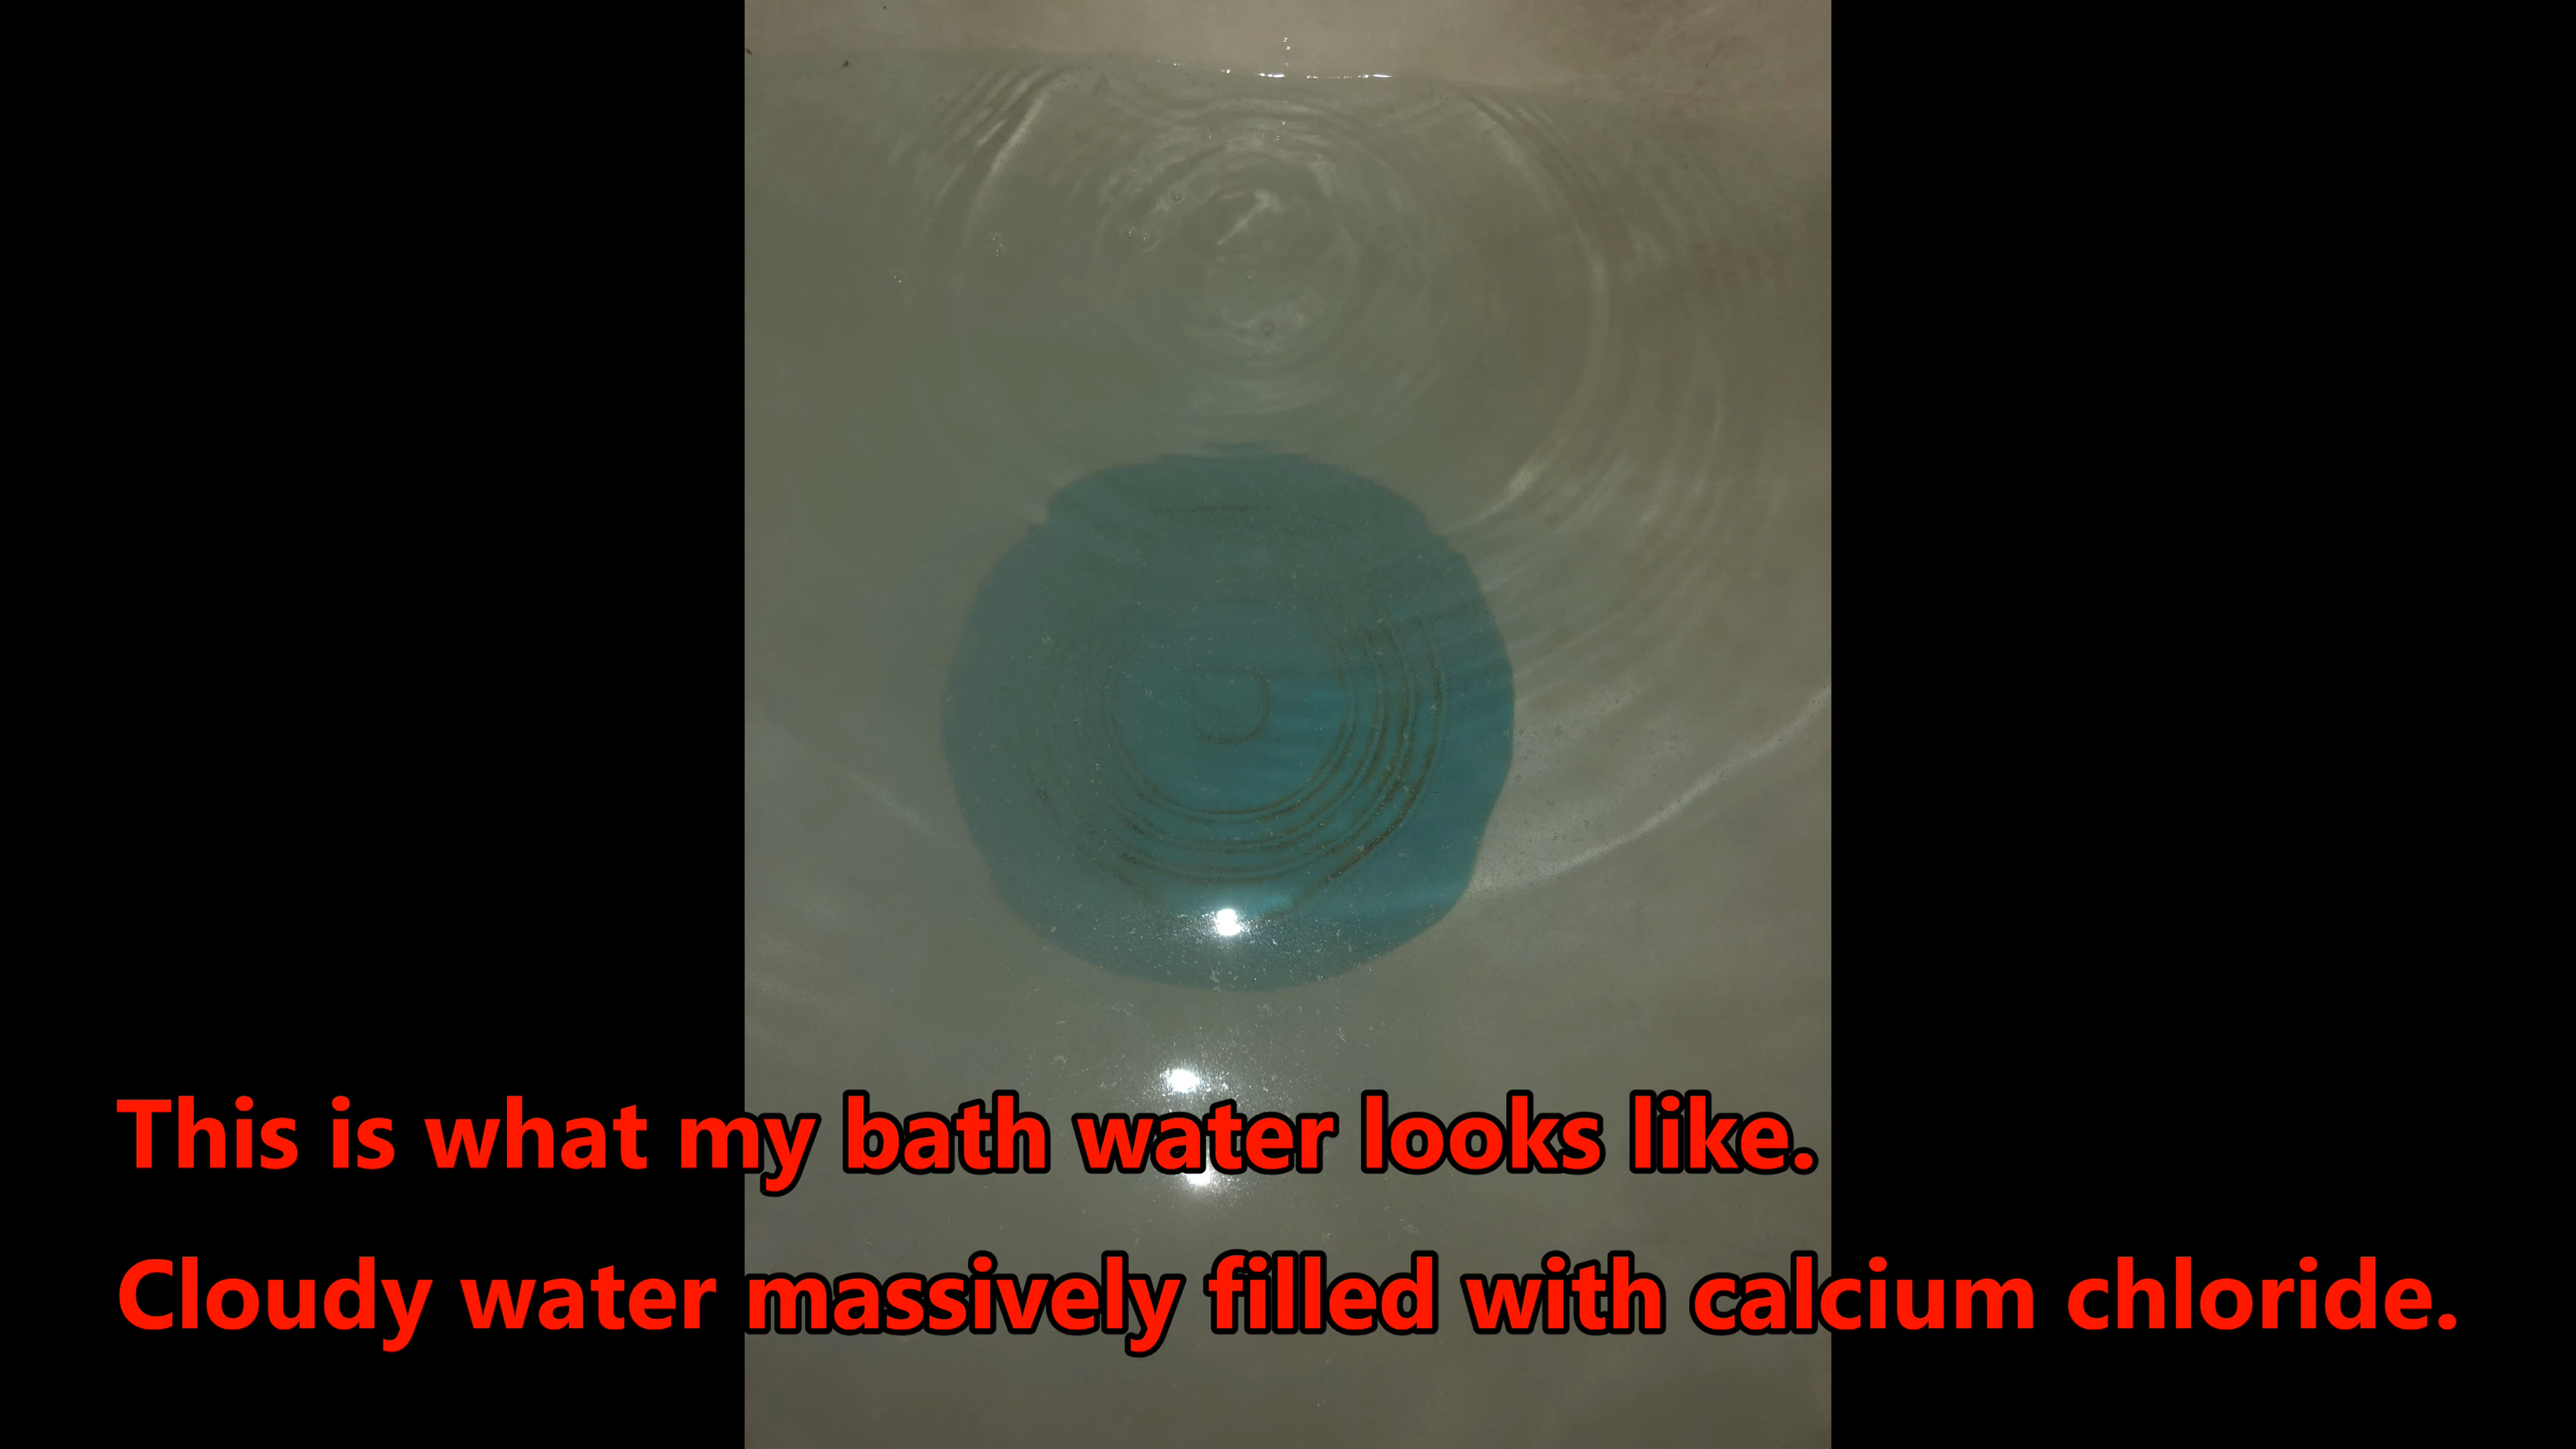 This is what my bath water looks like.
Cloudy water massively filled with calcium chloride.